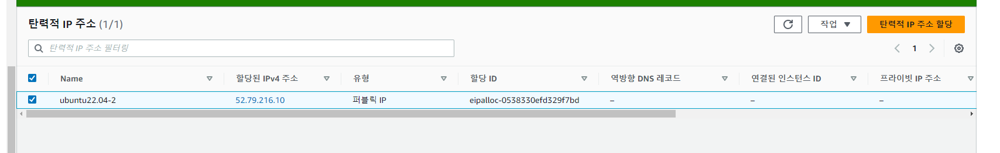 탄력적 IP 주소 (1/1)
작업
탄력적 IP 주소 할당
탄력적 IP 주소 필터링
1
Name 할당된 IPv4 주소 유형 할당 ID 역방향 DNS 레코드 연결된 인스턴스 ID 프라이빗 IP 주소
ubuntu22.04-2 52.79.216.10 퍼블릭 IP eipalloc-0538330efd329f7bd – – –